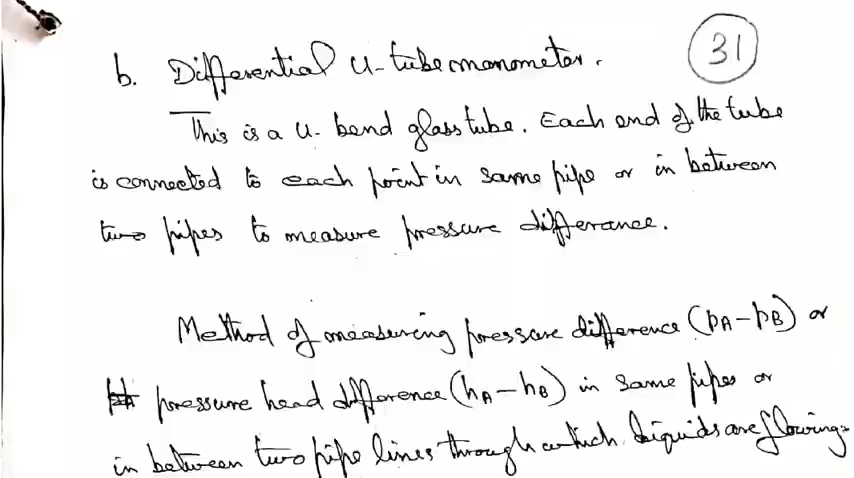 31
b. Differential U-tube manometer.
This is a U-bend glass tube. Each end of the tube
is connected to each point in same pipe or in between
two pipes to measure pressure difference.
Method of measuring pressure difference (pA-pB) or
pressure head difference (hA-hB) in same pipes or
in between two pipe lines through which liquids are flowing.